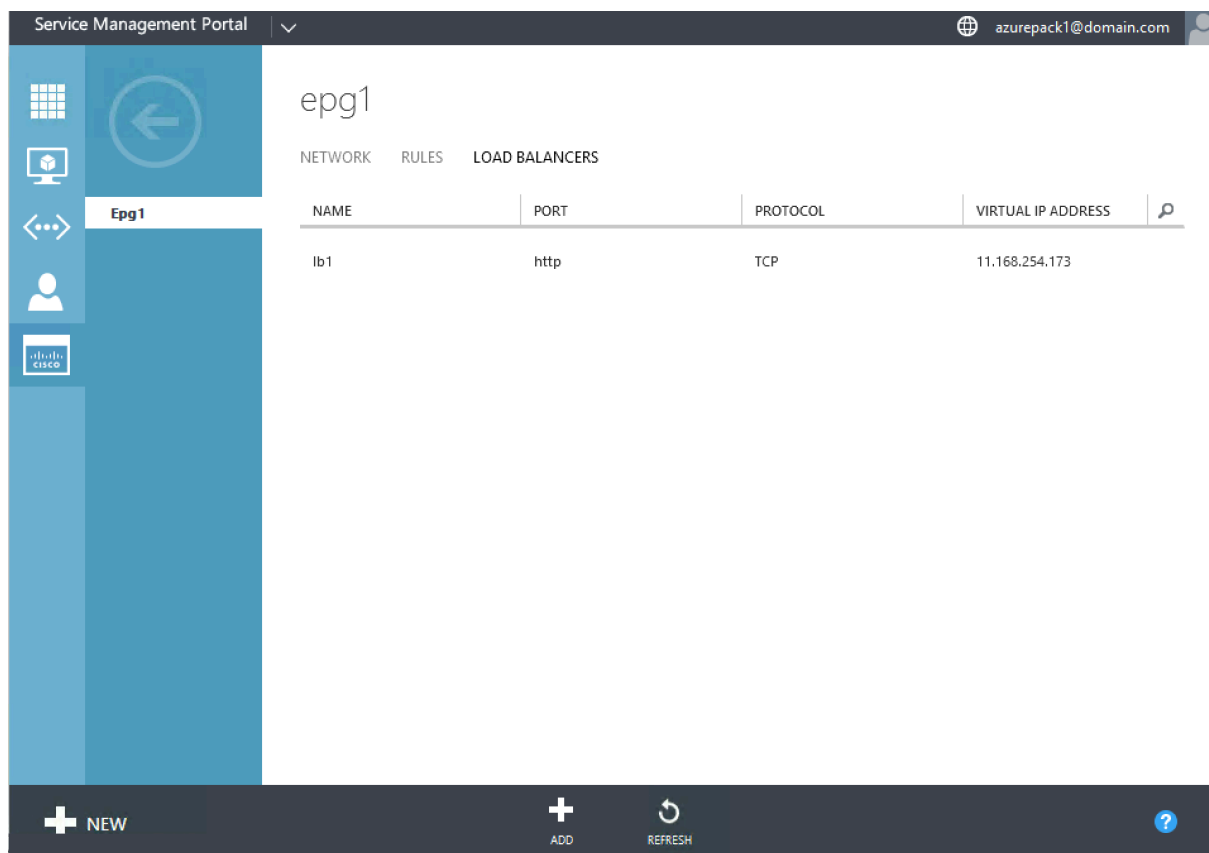 Service Management Portal
azurepack1@domain.com
epg1
NETWORK RULES LOAD BALANCERS
Epg1
NAME PORT PROTOCOL VIRTUAL IP ADDRESS
lb1 http TCP 11.168.254.173
CISCO
NEW
ADD
REFRESH
?